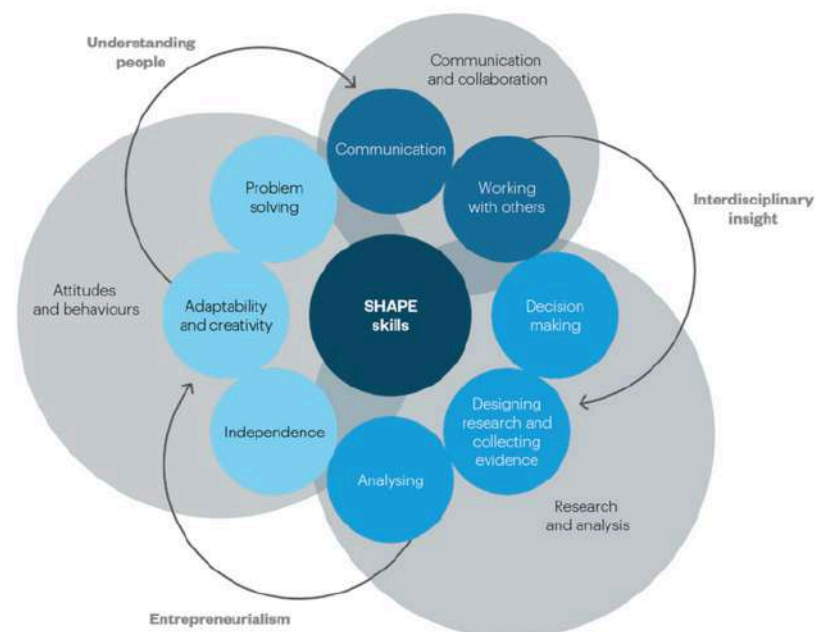 Understanding
people
Communication
and collaboration
Communication
Problem
solving
Working
with others
Interdisciplinary
insight
Attitudes
and behaviours
Adaptability
and creativity
SHAPE
skills
Decision
making
Designing
research and
collecting
evidence
Independence
Analysing
Research
and analysis
Entrepreneurialism